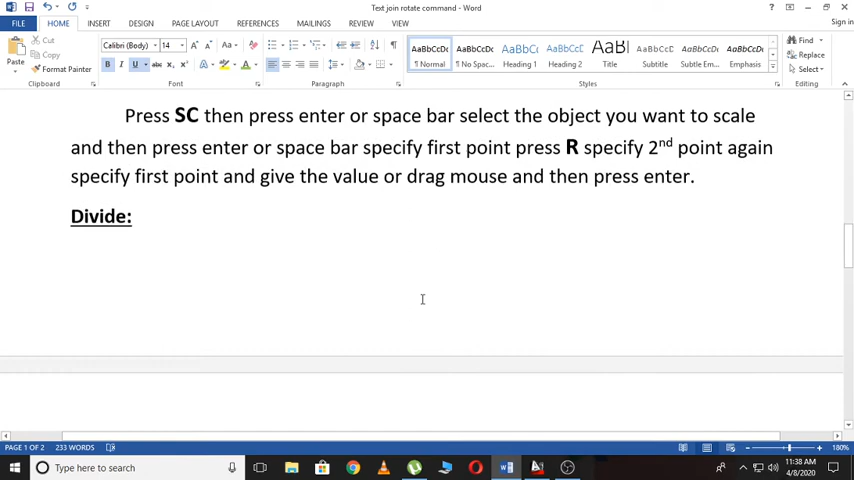 Text join rotate command - Word
Sign in
FILE HOME INSERT DESIGN PAGE LAYOUT REFERENCES MAILINGS REVIEW VIEW
Cut
Copy
Format Painter
Paste
Calibri (Body) 14
AaBbCcDc AaBbCcDc AaBbCc AaBbCcC AaBl AaBbCcC AaBbCcDc AaBbCcDc
¶ Normal ¶ No Spac... Heading 1 Heading 2 Title Subtitle Subtle Em... Emphasis
Find
Replace
Select
Clipboard Font Paragraph Styles Editing
Press SC then press enter or space bar select the object you want to scale
and then press enter or space bar specify first point press R specify 2nd point again
specify first point and give the value or drag mouse and then press enter.
Divide:
PAGE 1 OF 2 233 WORDS 180%
Type here to search
11:38 AM
4/8/2020